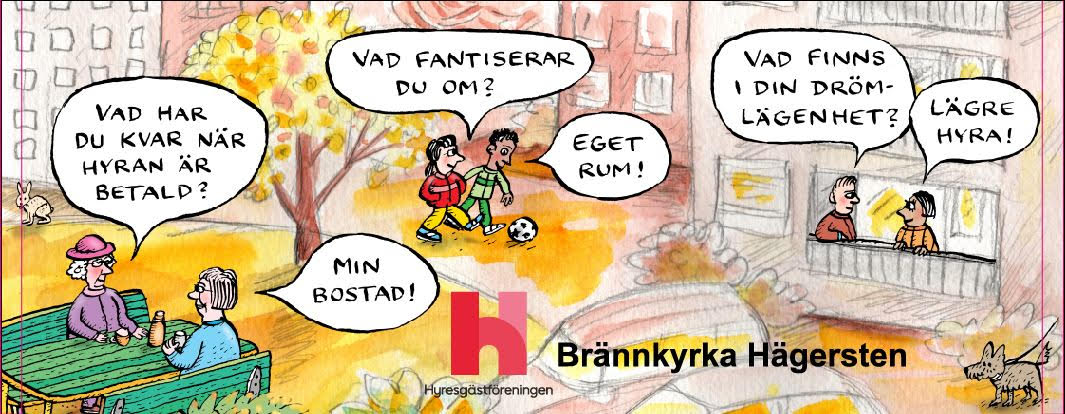 VAD HAR
DU KVAR NÄR
HYRAN ÄR
BETALD?
MIN
BOSTAD!
VAD FANTISERAR
DU OM?
EGET
RUM!
VAD FINNS
I DIN DRÖM-
LÄGENHET?
LÄGRE
HYRA!
h
Hyresgästföreningen
Brännkyrka Hägersten